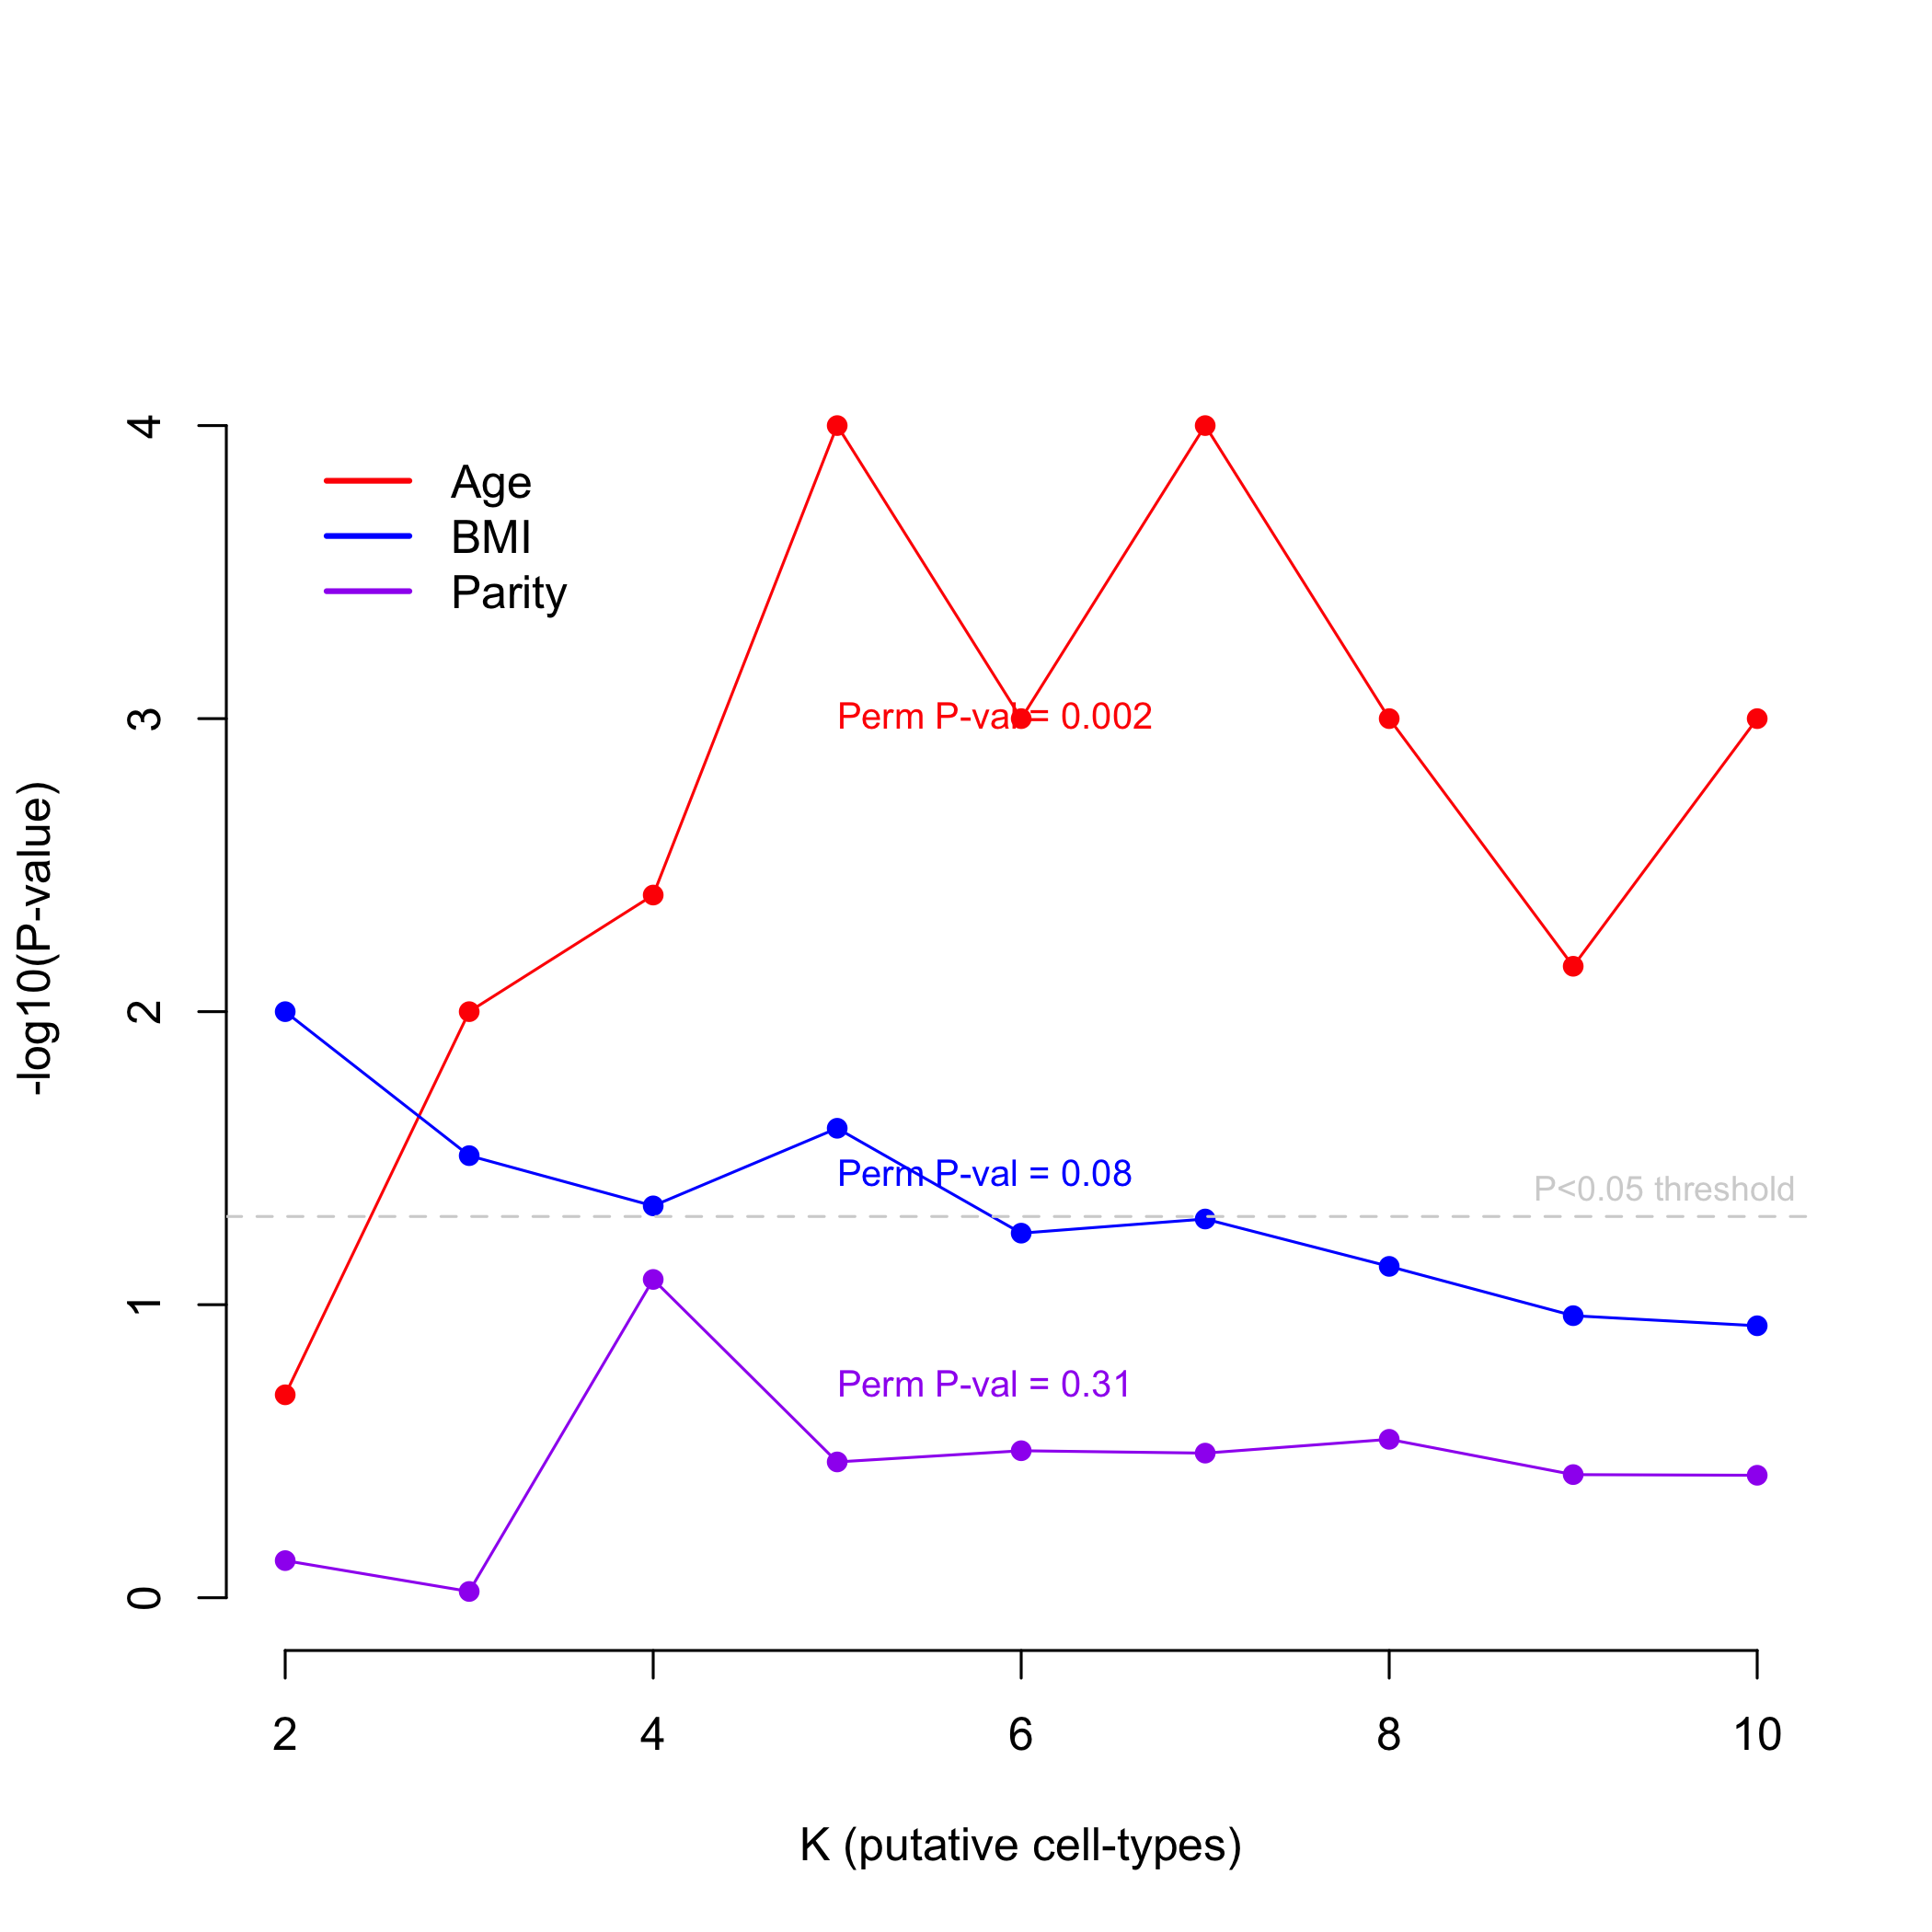 4
3
2
1
0
-log10(P-value)
Age
BMI
Parity
Perm P-val = 0.002
Perm P-val = 0.08
P<0.05 threshold
Perm P-val = 0.31
2 4 6 8 10
K (putative cell-types)